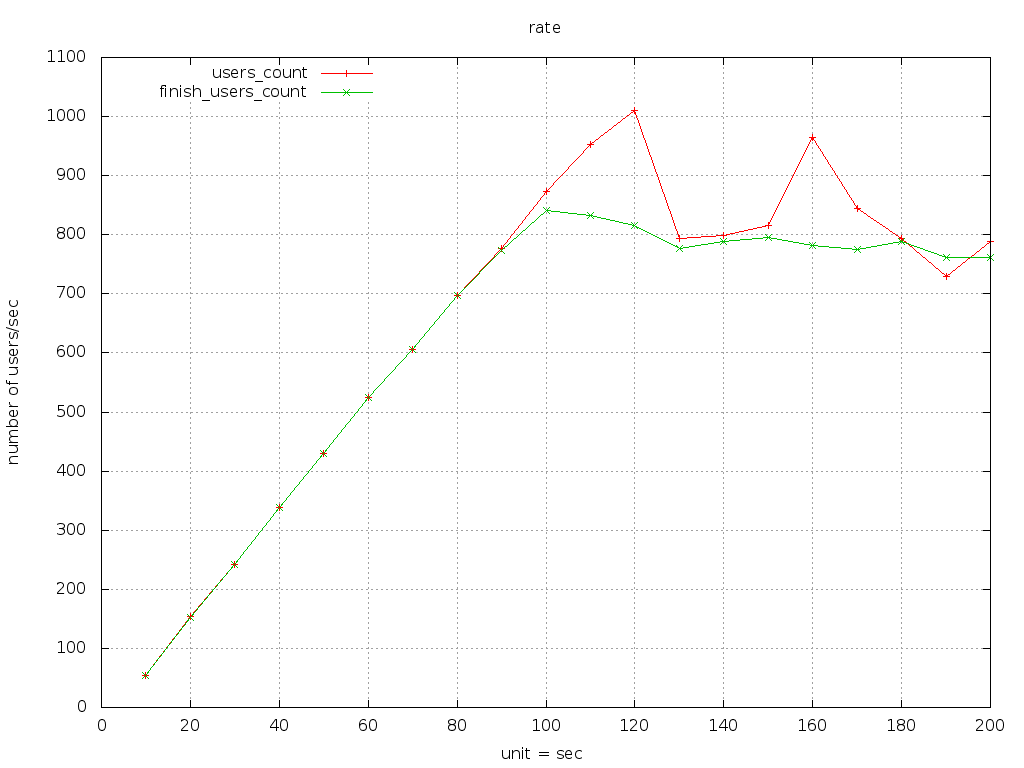 rate
1100
1000
900
800
700
600
500
400
300
200
100
0
users_count
finish_users_count
number of users/sec
0 20 40 60 80 100 120 140 160 180 200
unit = sec